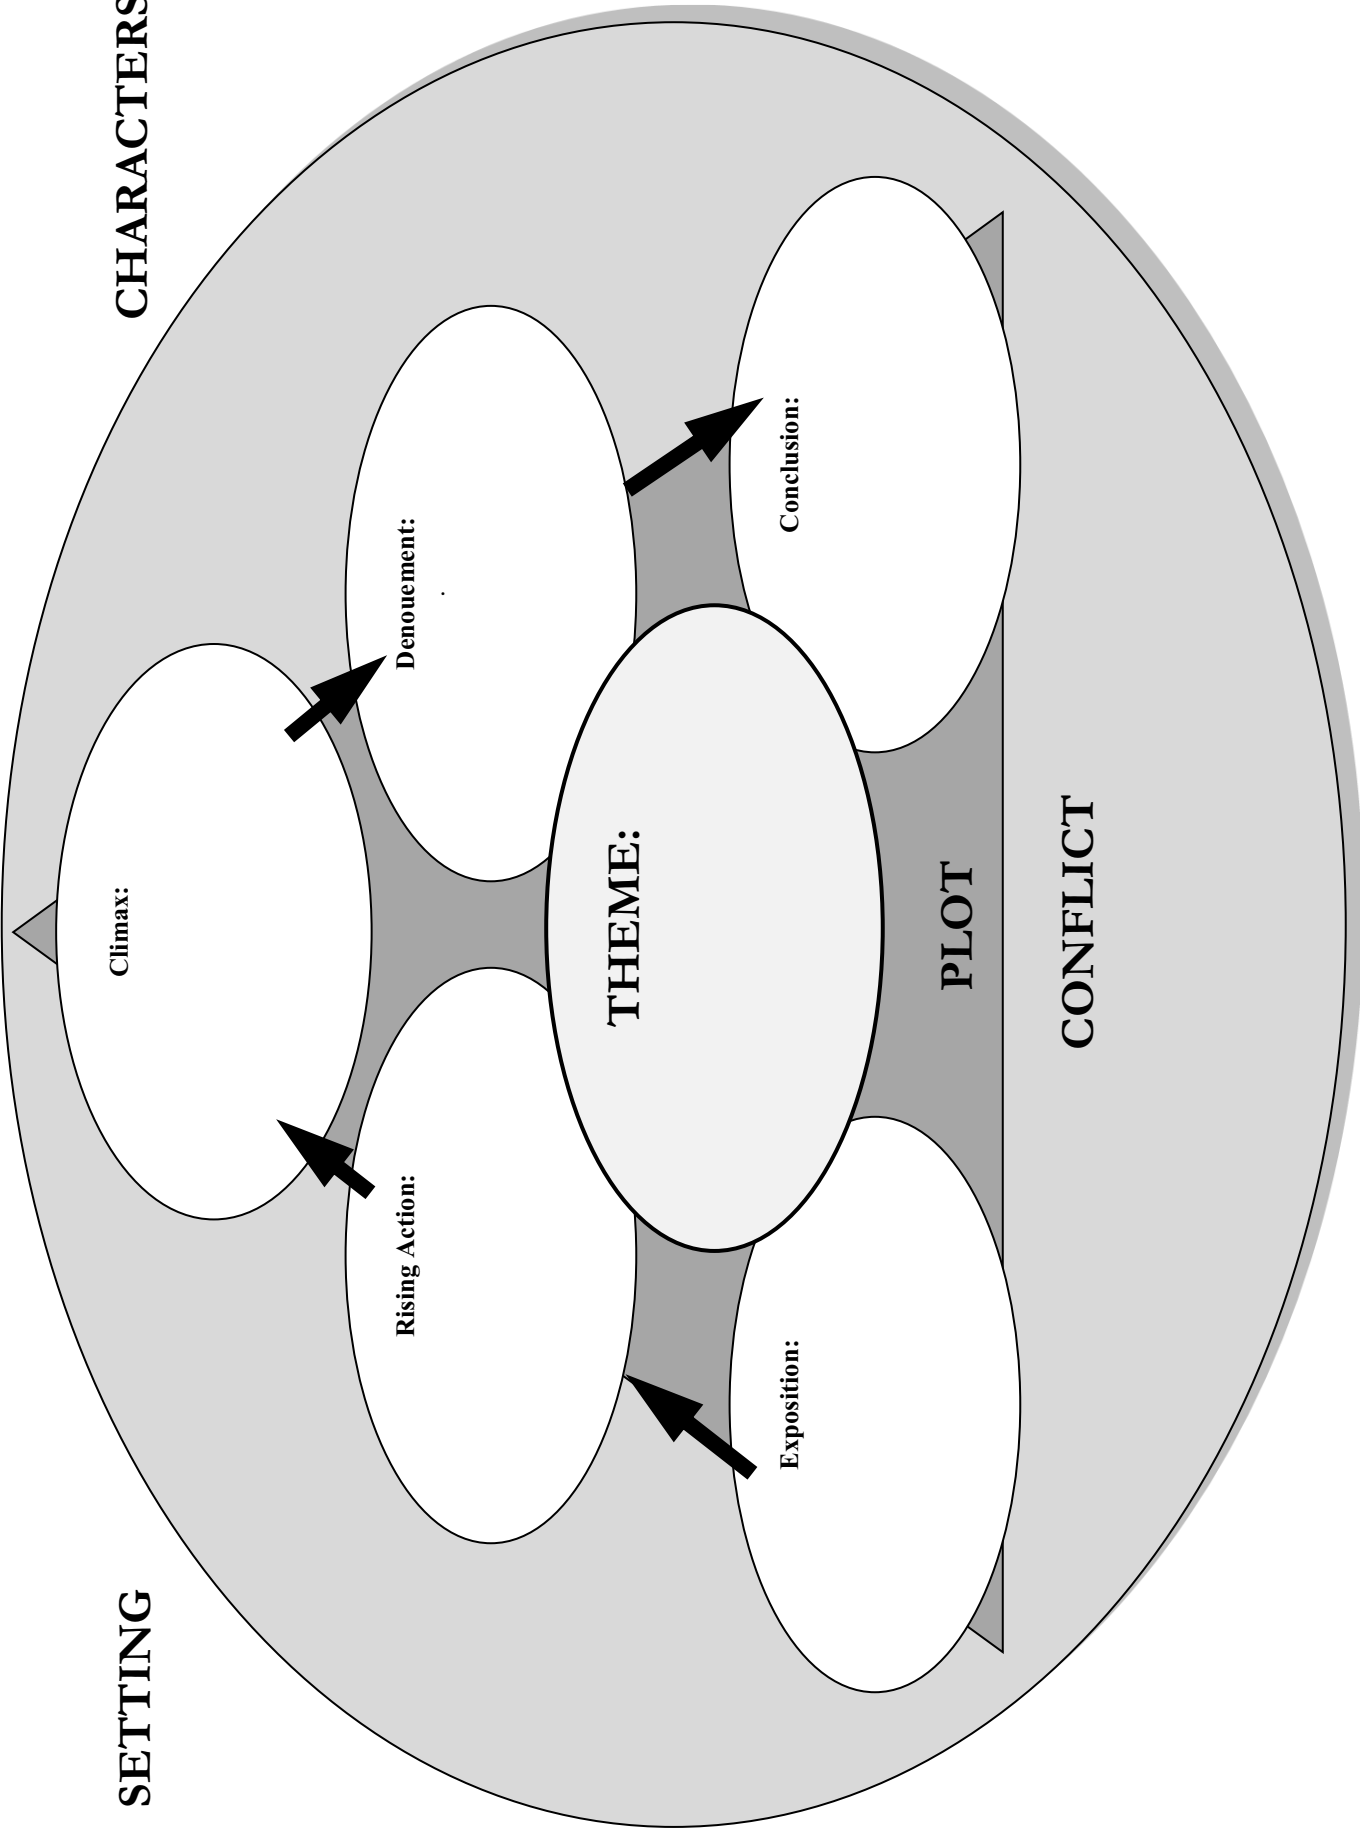 SETTING
CHARACTERS
Climax:
Rising Action:
Denouement:
.
THEME:
Exposition:
Conclusion:
PLOT
CONFLICT